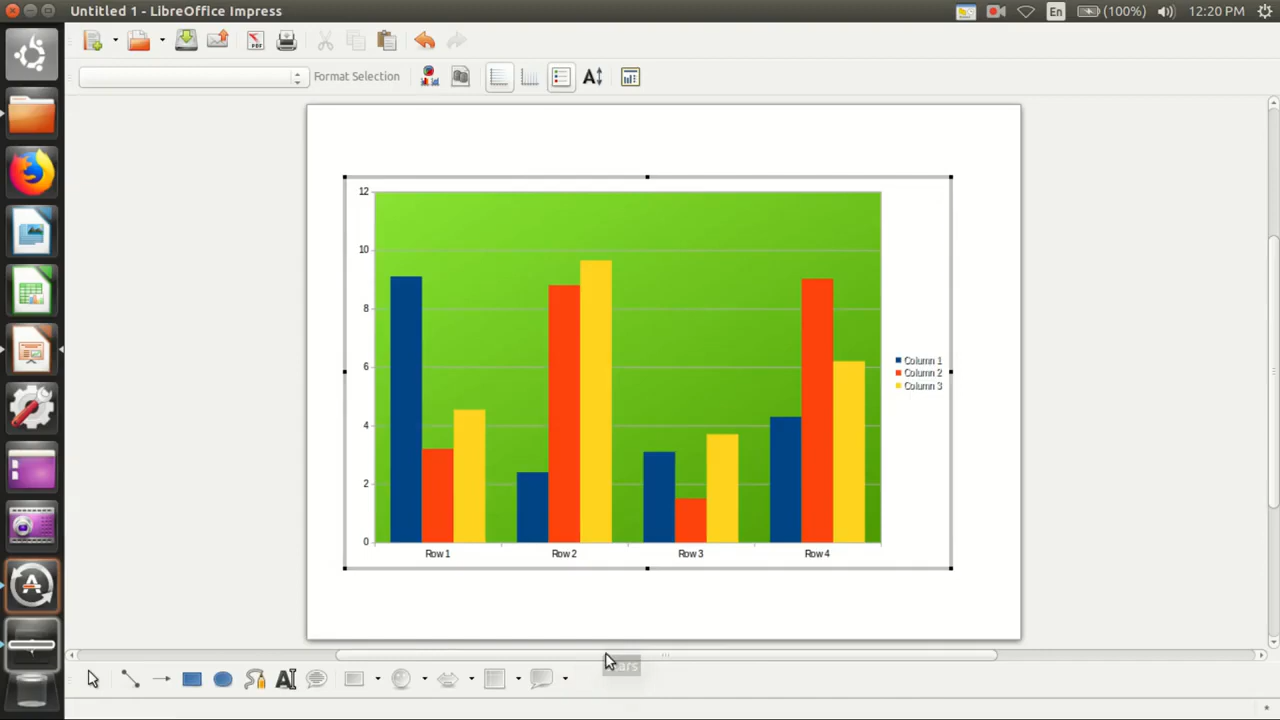 Untitled 1 - LibreOffice Impress
En
(100%)
12:20 PM
PDF
Format Selection
A
12
10
8
6
4
2
0
Row 1
Row 2
Row 3
Row 4
Column 1
Column 2
Column 3
A